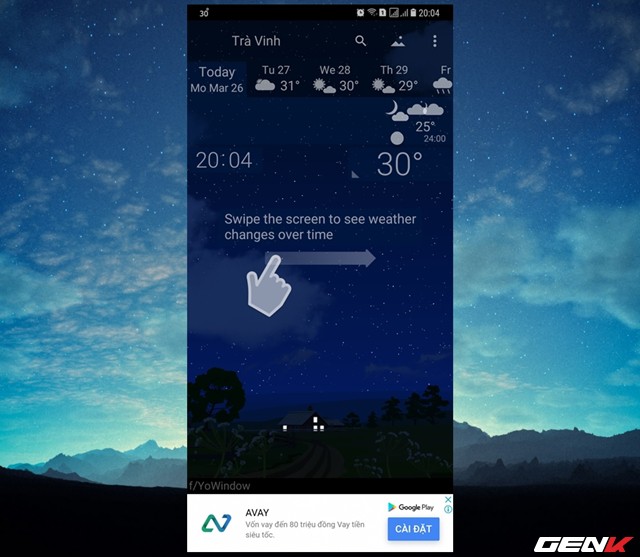 30° 20:04
Trà Vinh
Today
Mo Mar 26
Tu 27
31°
We 28
30°
Th 29
29°
Fr
25°
24:00
20:04
30°
Swipe the screen to see weather
changes over time
f/YoWindow
AVAY
Vốn vay đến 80 triệu đồng Vay tiền
siêu tốc.
Google Play
CÀI ĐẶT
GENK